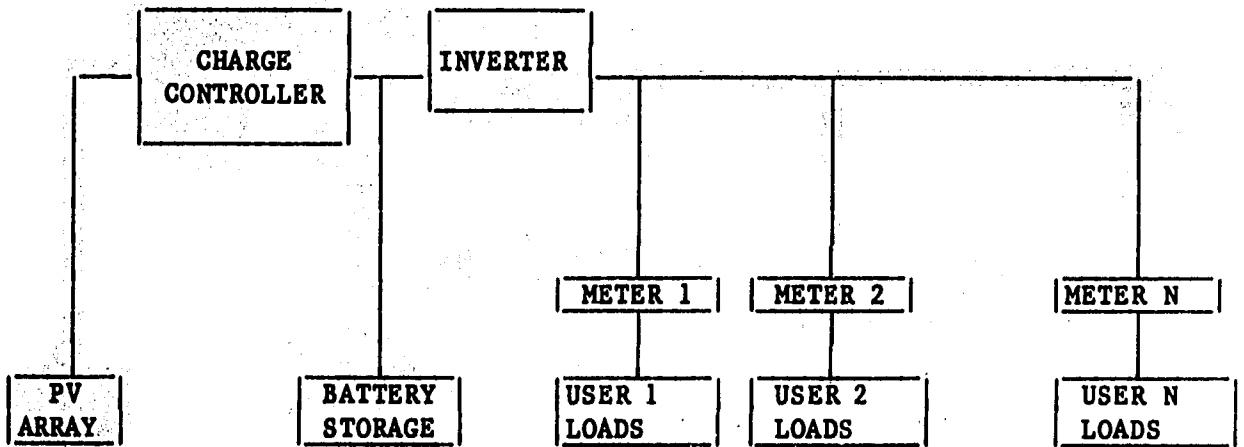 CHARGE
CONTROLLER
INVERTER
METER 1
METER 2
METER N
PV
ARRAY
BATTERY
STORAGE
USER 1
LOADS
USER 2
LOADS
USER N
LOADS